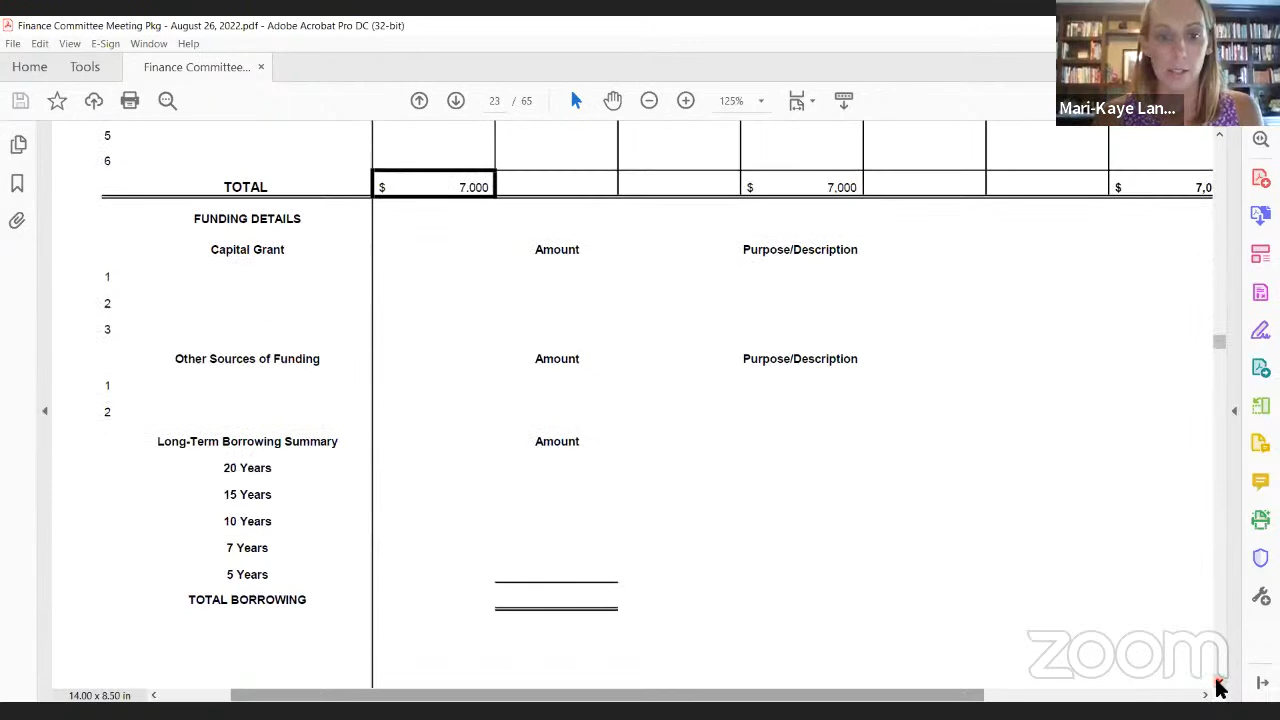 Finance Committee Meeting Pkg - August 26, 2022.pdf - Adobe Acrobat Pro DC (32-bit)
File Edit View E-Sign Window Help
Home Tools Finance Committee... ×
23 / 65 125%
Mari-Kaye Lan...
5
6
TOTAL $ 7.000 $ 7,000 $ 7,0
FUNDING DETAILS
Capital Grant Amount Purpose/Description
1
2
3
Other Sources of Funding Amount Purpose/Description
1
2
Long-Term Borrowing Summary Amount
20 Years
15 Years
10 Years
7 Years
5 Years
TOTAL BORROWING
zoom
14.00 x 8.50 in